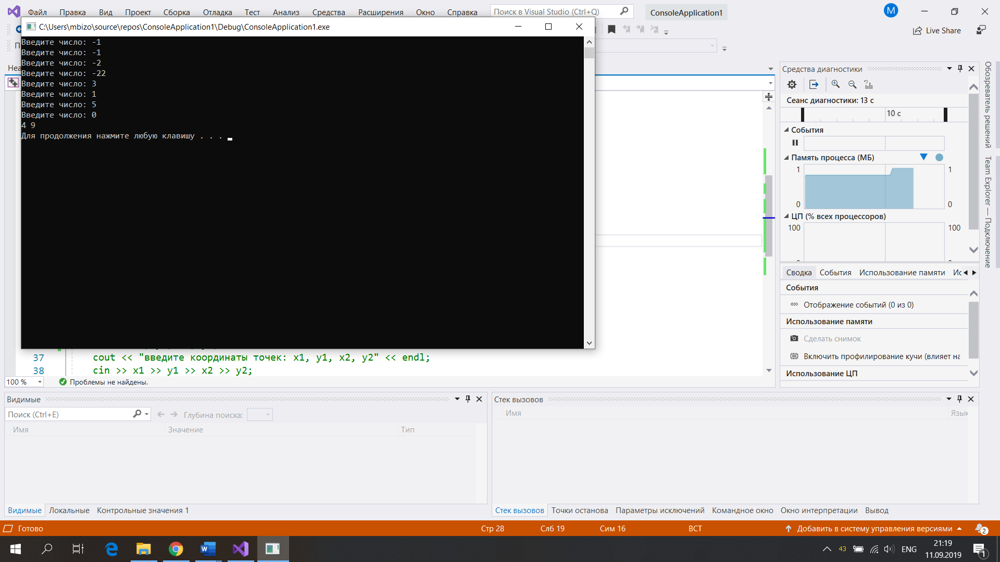 Файл Правка Вид Проект Сборка Отладка Тест Анализ Средства Расширения Окно Справка Поиск в Visual Studio (Ctrl+Q) ConsoleApplication1 M
C:\Users\mbizo\source\repos\ConsoleApplication1\Debug\ConsoleApplication1.exe
Live Share
Введите число: -1
Введите число: -1
Введите число: -2
Введите число: -22
Введите число: 3
Введите число: 1
Введите число: 5
Введите число: 0
4 9
Для продолжения нажмите любую клавишу . . .
37 cout << "введите координаты точек: x1, y1, x2, y2" << endl;
38 cin >> x1 >> y1 >> x2 >> y2;
100 % Проблемы не найдены.
Средства диагностики
Сеанс диагностики: 13 с
10 с
События
Память процесса (МБ)
1 1
0 0
ЦП (% всех процессоров)
100 100
Сводка События Использование памяти Ис
События
Отображение событий (0 из 0)
Использование памяти
Сделать снимок
Включить профилирование кучи (влияет на
Использование ЦП
Обозреватель решений
Team Explorer — Подключение
Видимые
Поиск (Ctrl+E) Глубина поиска:
Имя Значение Тип
Видимые Локальные Контрольные значения 1
Стек вызовов
Имя Язык
Стек вызовов Точки останова Параметры исключений Командное окно Окно интерпретации Вывод
Готово Стр 28 Слб 19 Сим 16 ВСТ Добавить в систему управления версиями 2
43 ENG 21:19
11.09.2019 1